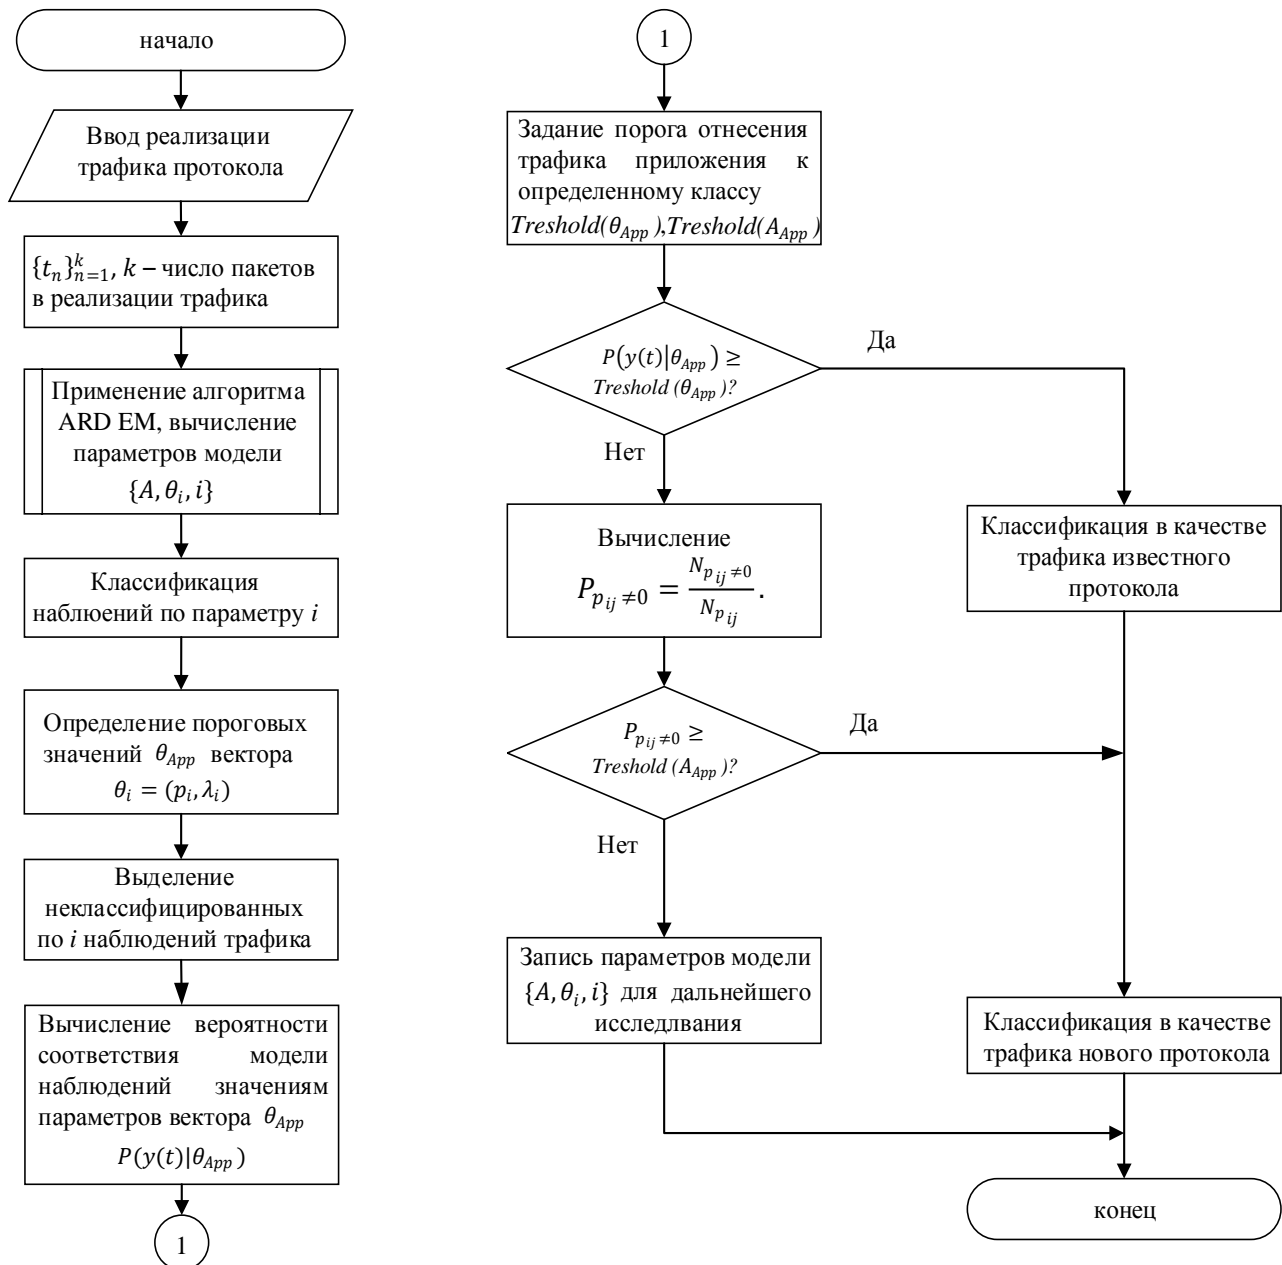 начало
Ввод реализации
трафика протокола
{t_n}_{n=1}^k, k – число пакетов
в реализации трафика
Применение алгоритма
ARD EM, вычисление
параметров модели
{A, θ_i, i}
Классификация
наблюений по параметру i
Определение пороговых
значений θ_App вектора
θ_i = (p_i, λ_i)
Выделение
неклассифицированных
по i наблюдений трафика
Вычисление вероятности
соответствия модели
наблюдений значениям
параметров вектора θ_App
P(y(t)|θ_App)
1
1
Задание порога отнесения
трафика приложения к
определенному классу
Treshold(θ_App),Treshold(A_App)
P(y(t)|θ_App) ≥
Treshold (θ_App)?
Да
Нет
Вычисление
P_{p_ij ≠0} = N_{p_ij ≠0} / N_{p_ij}.
Классификация в качестве
трафика известного
протокола
P_{p_ij ≠0} ≥
Treshold (A_App)?
Да
Нет
Запись параметров модели
{A, θ_i, i} для дальнейшего
исследлвания
Классификация в качестве
трафика нового протокола
конец